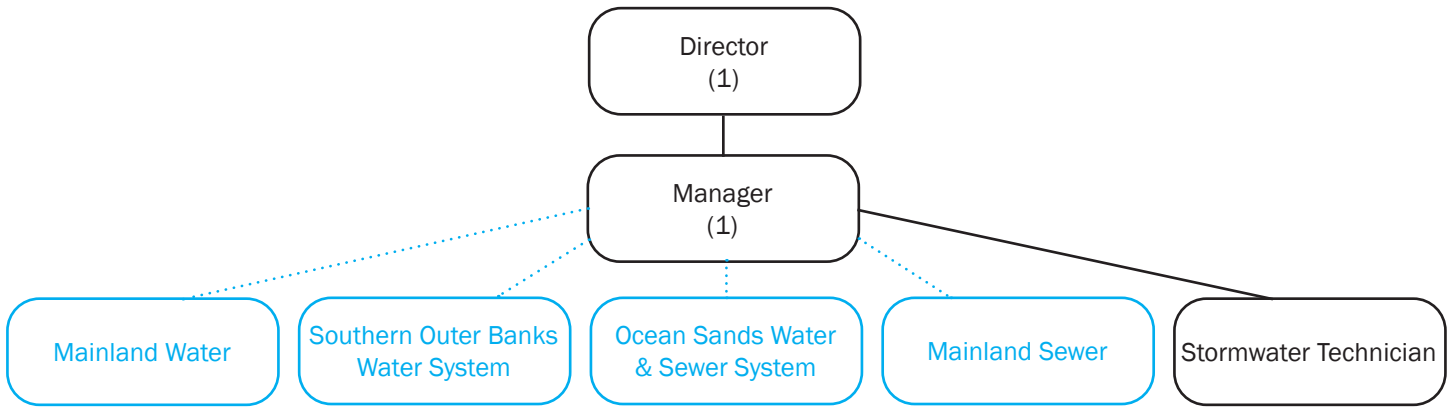 Director
(1)
Manager
(1)
Mainland Water
Southern Outer Banks
Water System
Ocean Sands Water
& Sewer System
Mainland Sewer
Stormwater Technician